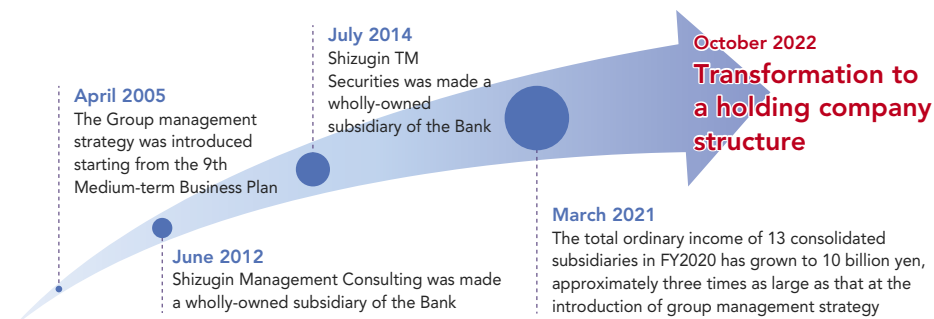 April 2005
The Group management
strategy was introduced
starting from the 9th
Medium-term Business Plan
June 2012
Shizugin Management Consulting was made
a wholly-owned subsidiary of the Bank
July 2014
Shizugin TM
Securities was made a
wholly-owned
subsidiary of the Bank
March 2021
The total ordinary income of 13 consolidated
subsidiaries in FY2020 has grown to 10 billion yen,
approximately three times as large as that at the
introduction of group management strategy
October 2022
Transformation to
a holding company
structure